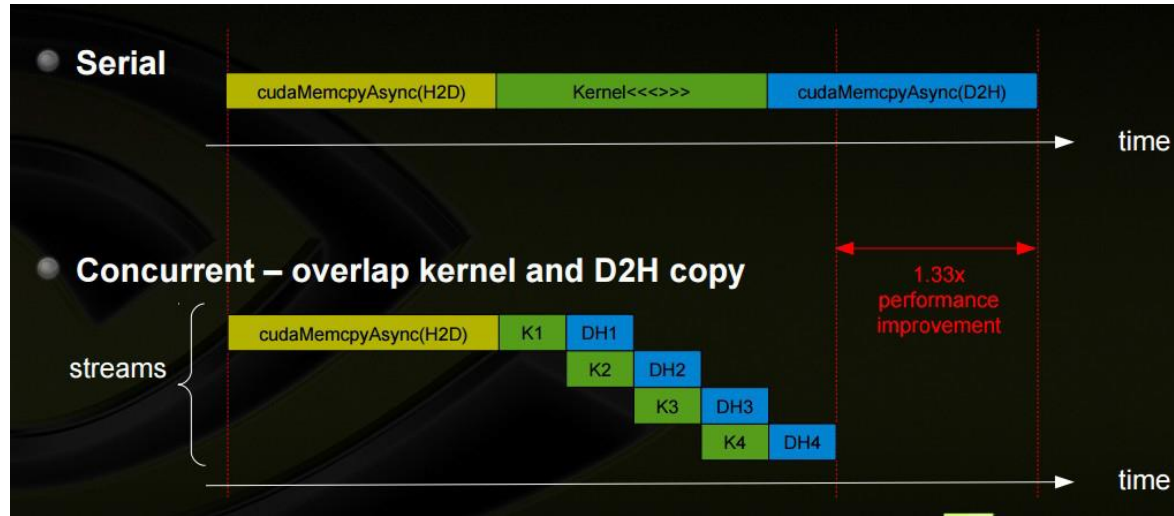 Serial
cudaMemcpyAsync(H2D) Kernel<<<>>> cudaMemcpyAsync(D2H)
time
Concurrent – overlap kernel and D2H copy
1.33x
performance
improvement
streams
cudaMemcpyAsync(H2D) K1 DH1
K2 DH2
K3 DH3
K4 DH4
time